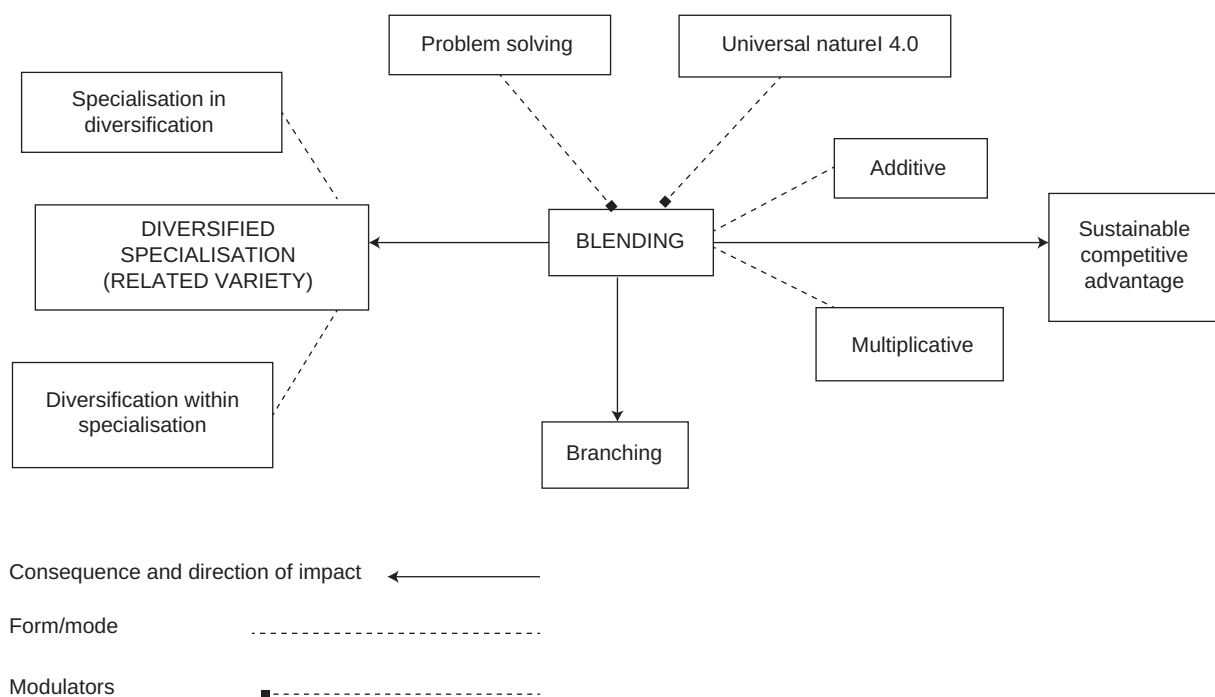 Problem solving
Universal natureI 4.0
Specialisation in
diversification
Additive
DIVERSIFIED
SPECIALISATION
(RELATED VARIETY)
BLENDING
Sustainable
competitive
advantage
Multiplicative
Diversification within
specialisation
Branching
Consequence and direction of impact
Form/mode
Modulators